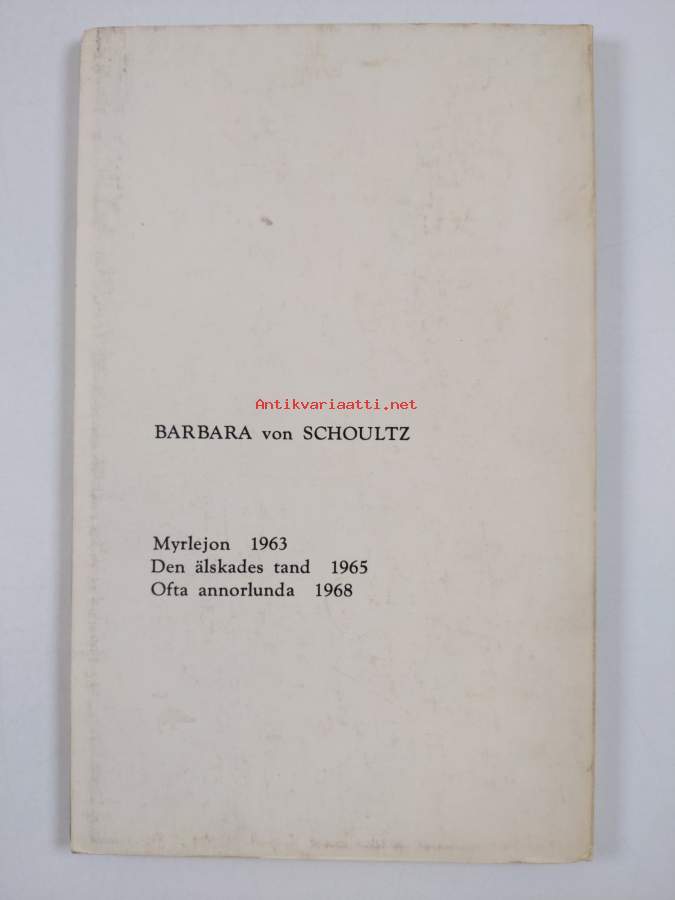 Antikvariaatti.net
BARBARA von SCHOULTZ
Myrlejon 1963
Den älskades tand 1965
Ofta annorlunda 1968